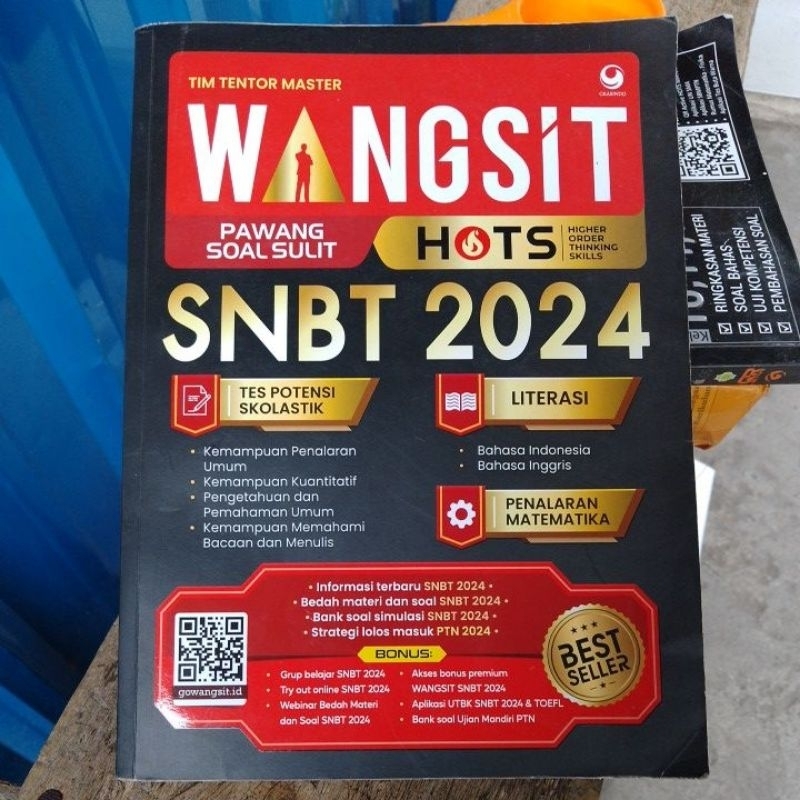 TIM TENTOR MASTER
GRASINDO
WANGSIT
PAWANG
SOAL SULIT
HOTS
HIGHER
ORDER
THINKING
SKILLS
SNBT 2024
TES POTENSI
SKOLASTIK
• Kemampuan Penalaran
Umum
• Kemampuan Kuantitatif
• Pengetahuan dan
Pemahaman Umum
• Kemampuan Memahami
Bacaan dan Menulis
LITERASI
• Bahasa Indonesia
• Bahasa Inggris
PENALARAN
MATEMATIKA
• Informasi terbaru SNBT 2024 •
• Bedah materi dan soal SNBT 2024 •
• Bank soal simulasi SNBT 2024 •
• Strategi lolos masuk PTN 2024 •
BONUS:
• Grup belajar SNBT 2024
• Try out online SNBT 2024
• Webinar Bedah Materi
dan Soal SNBT 2024
• Akses bonus premium
WANGSIT SNBT 2024
• Aplikasi UTBK SNBT 2024 & TOEFL
• Bank soal Ujian Mandiri PTN
gowangsit.id
BEST
SELLER
RINGKASAN MATERI
SOAL BAHAS
UJI KOMPETENSI
PEMBAHASAN SOAL